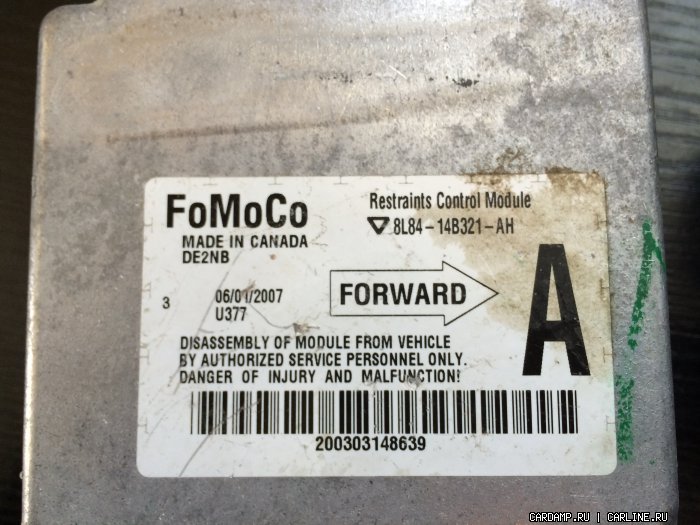 FoMoCo
MADE IN CANADA
DE2NB
Restraints Control Module
8L84-14B321-AH
3
06/01/2007
U377
FORWARD
A
DISASSEMBLY OF MODULE FROM VEHICLE
BY AUTHORIZED SERVICE PERSONNEL ONLY.
DANGER OF INJURY AND MALFUNCTION!
200303148639
CARDAMP.RU | CARLINE.RU